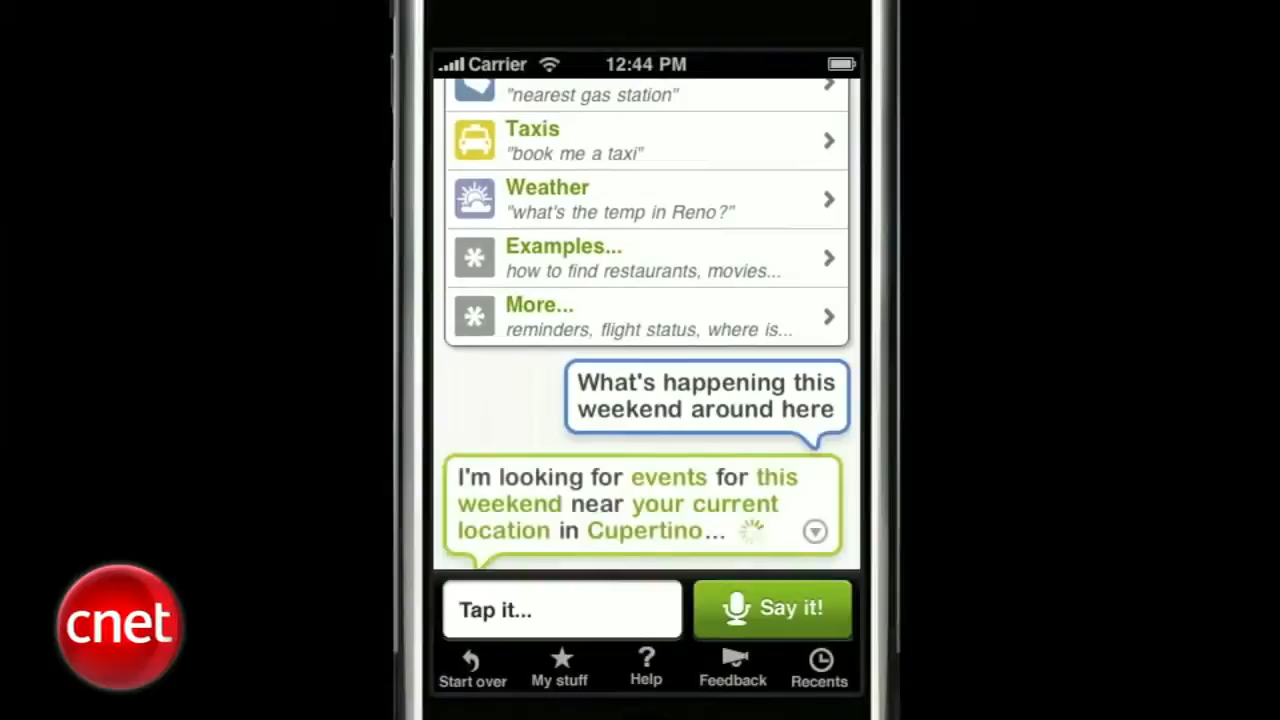 Carrier 12:44 PM
"nearest gas station"
Taxis
"book me a taxi"
Weather
"what's the temp in Reno?"
Examples...
how to find restaurants, movies...
More...
reminders, flight status, where is...
What's happening this
weekend around here
I'm looking for events for this
weekend near your current
location in Cupertino...
Tap it...
Say it!
Start over My stuff Help Feedback Recents
cnet